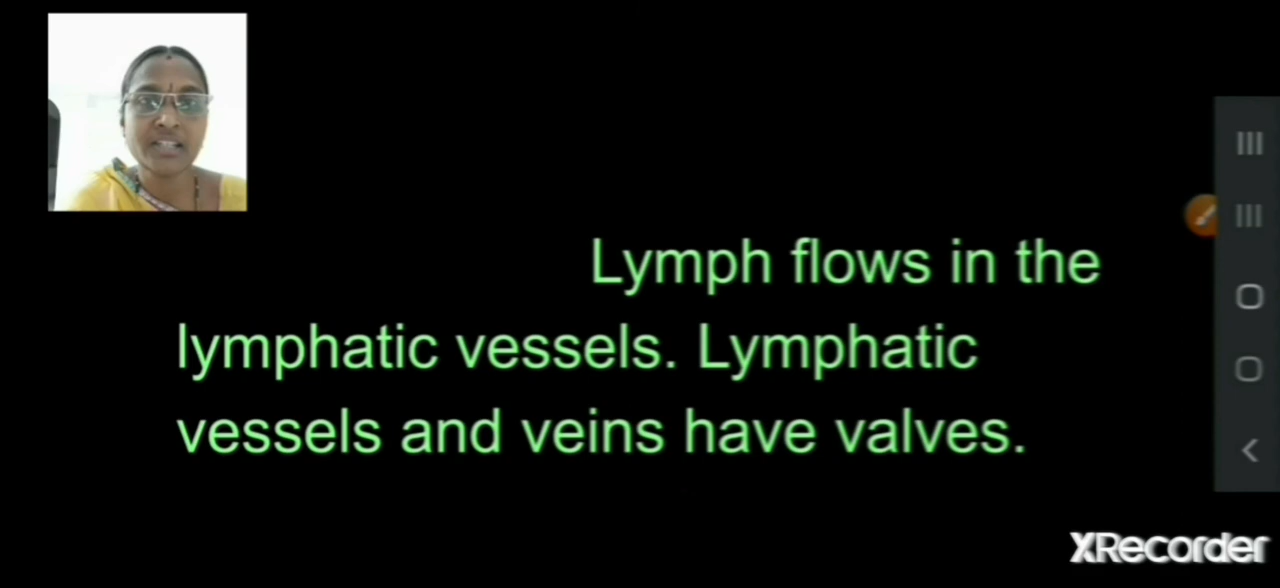 Lymph flows in the
lymphatic vessels. Lymphatic
vessels and veins have valves.
XRecorder